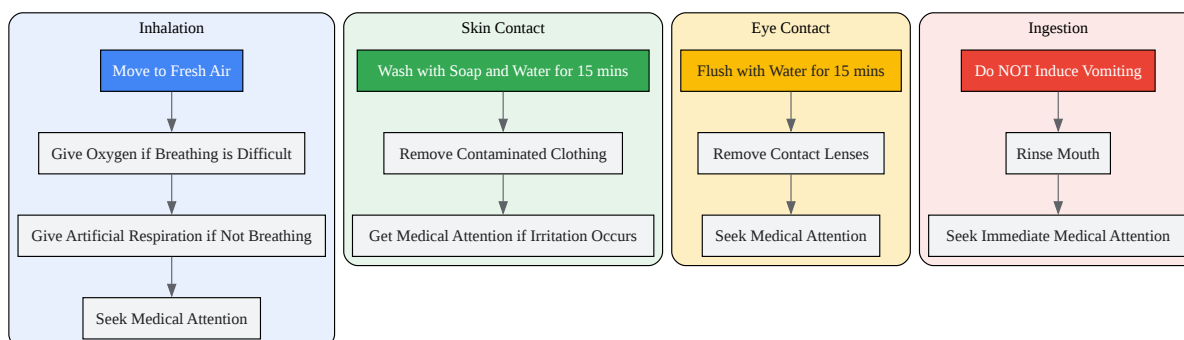 Inhalation
Move to Fresh Air
Give Oxygen if Breathing is Difficult
Give Artificial Respiration if Not Breathing
Seek Medical Attention
Skin Contact
Wash with Soap and Water for 15 mins
Remove Contaminated Clothing
Get Medical Attention if Irritation Occurs
Eye Contact
Flush with Water for 15 mins
Remove Contact Lenses
Seek Medical Attention
Ingestion
Do NOT Induce Vomiting
Rinse Mouth
Seek Immediate Medical Attention